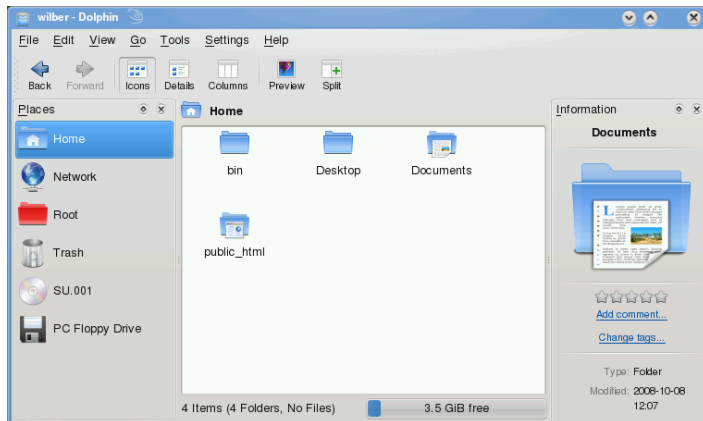 wilber - Dolphin
File Edit View Go Tools Settings Help
Back Forward Icons Details Columns Preview Split
Places
Home
Network
Root
Trash
SU.001
PC Floppy Drive
Home
bin Desktop Documents
public_html
4 Items (4 Folders, No Files) 3.5 GiB free
Information
Documents
Add comment...
Change tags...
Type: Folder
Modified: 2008-10-08
12:07